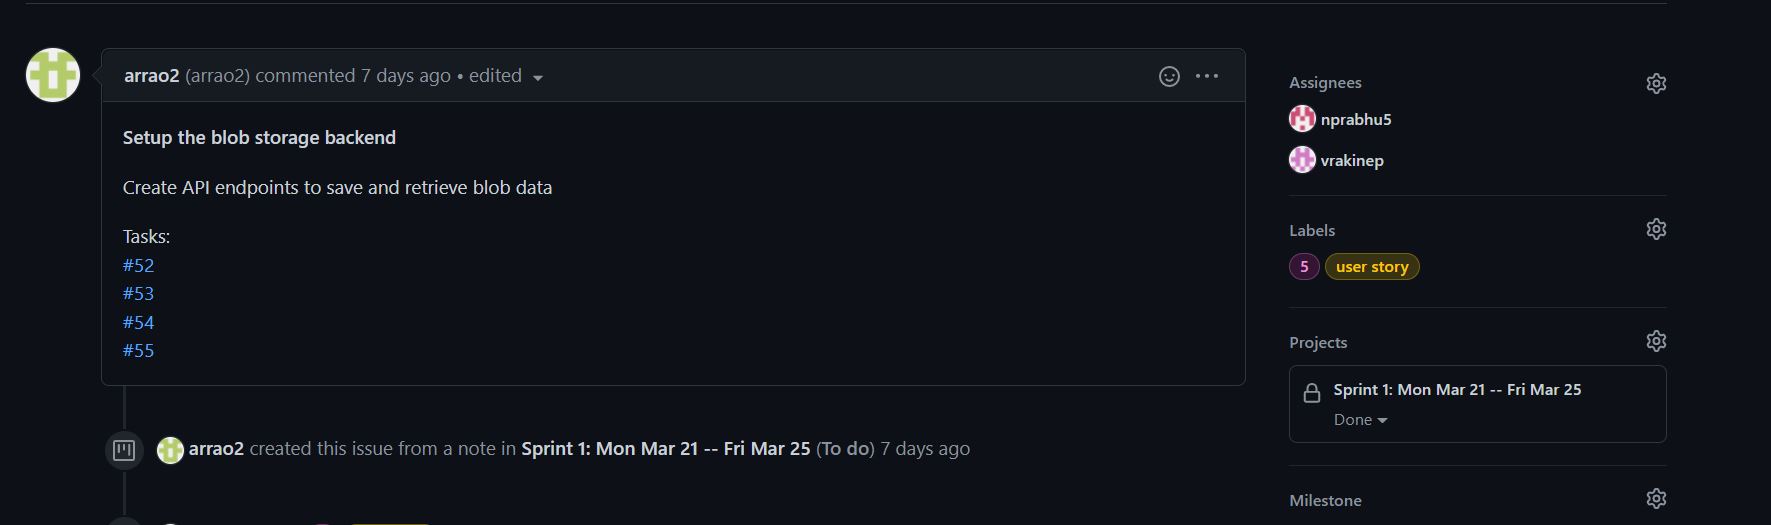 arrao2 (arrao2) commented 7 days ago • edited
Setup the blob storage backend
Create API endpoints to save and retrieve blob data
Tasks:
#52
#53
#54
#55
arrao2 created this issue from a note in Sprint 1: Mon Mar 21 -- Fri Mar 25 (To do) 7 days ago
Assignees
nprabhu5
vrakinep
Labels
5 user story
Projects
Sprint 1: Mon Mar 21 -- Fri Mar 25
Done
Milestone